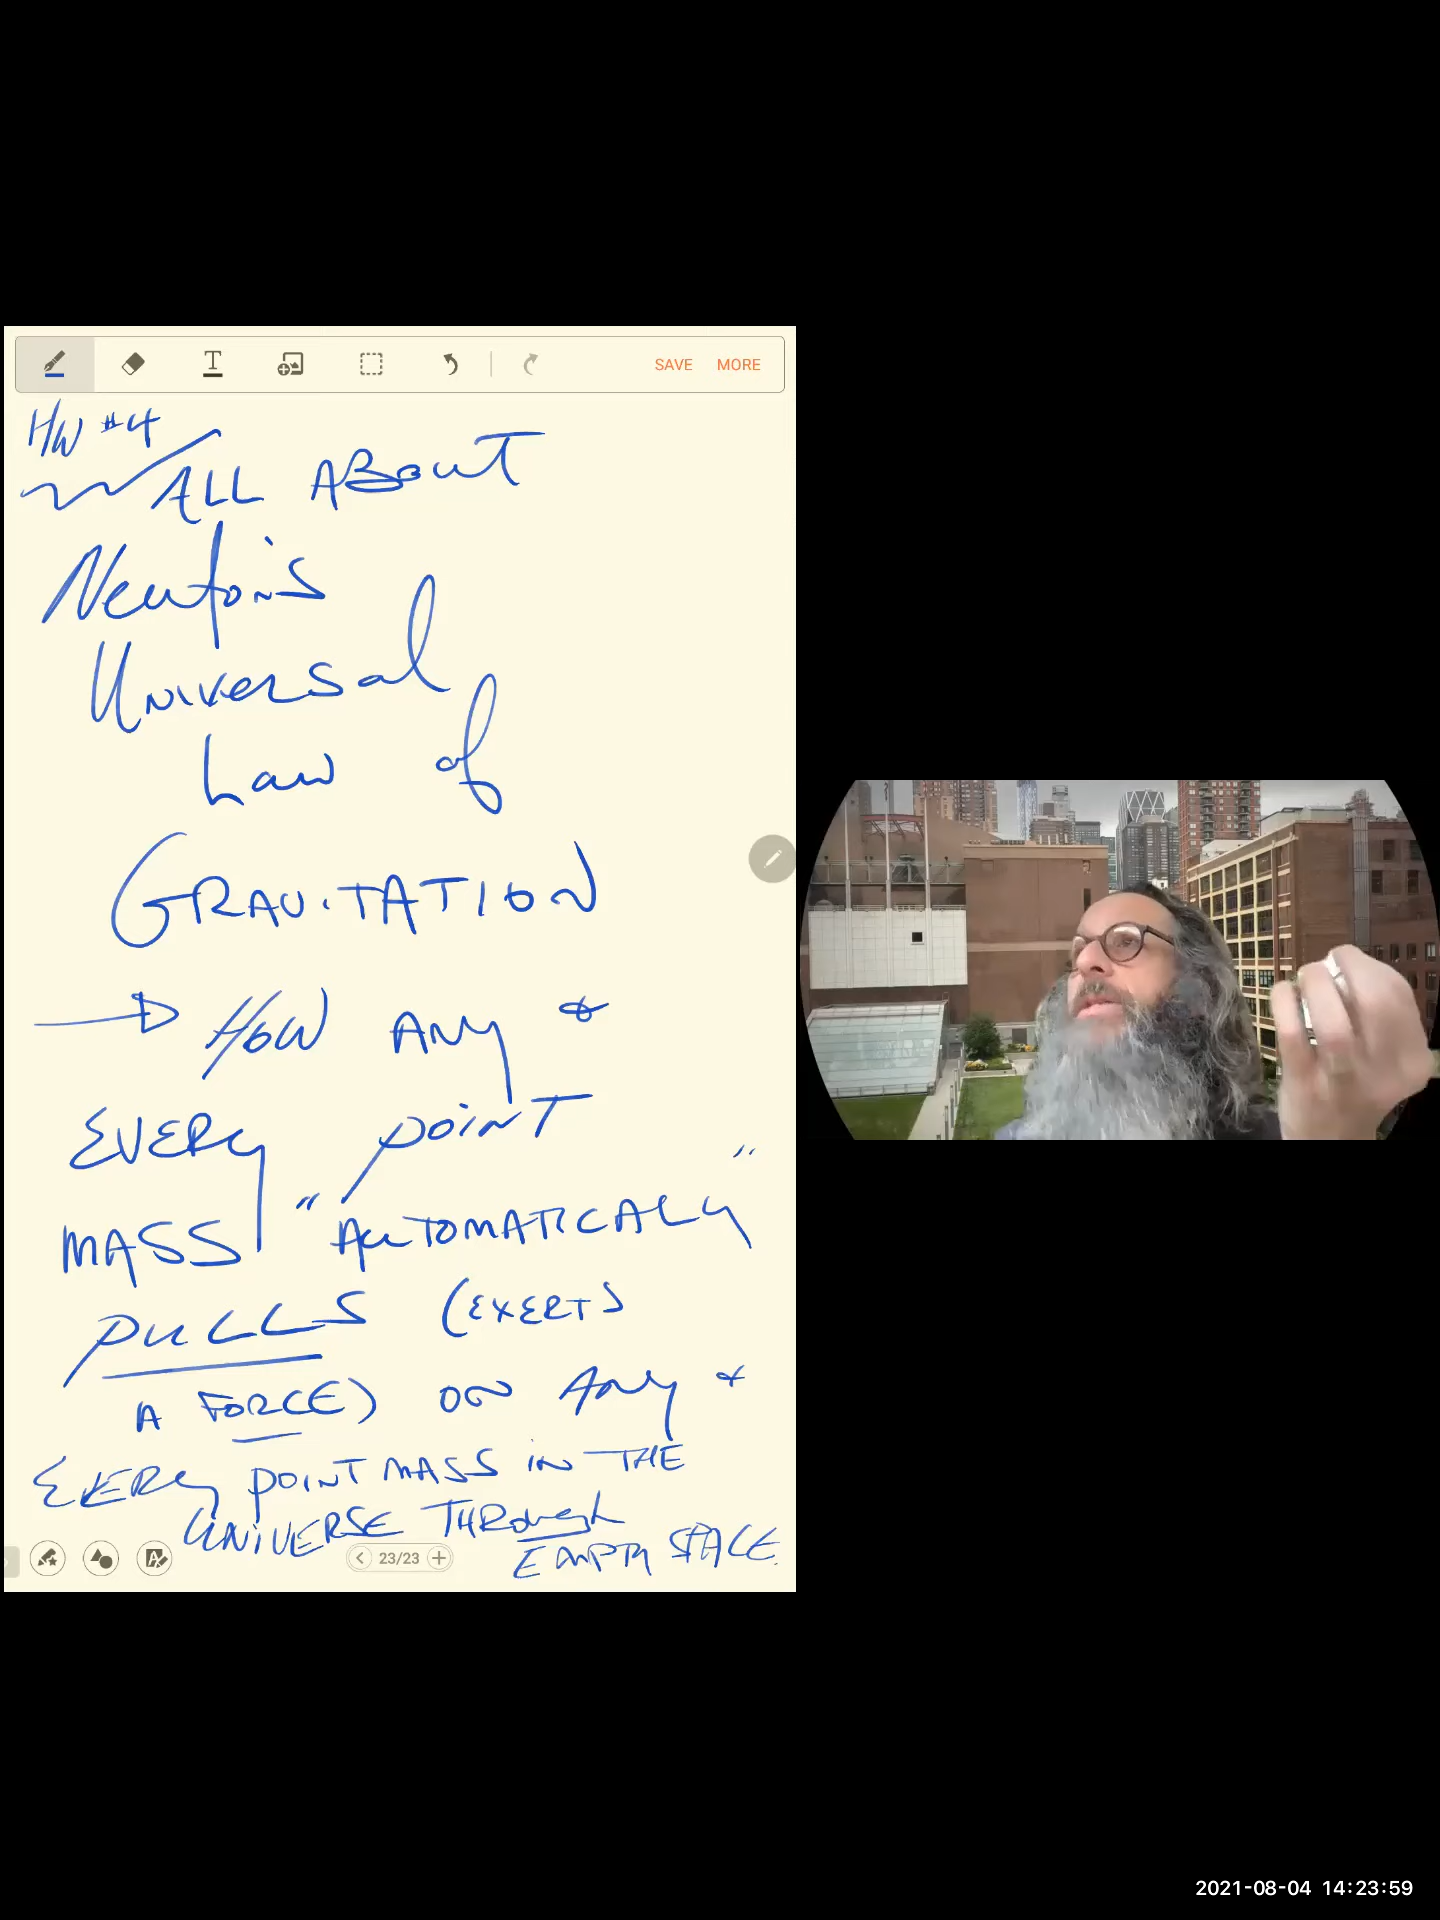 SAVE MORE
HW #4
ALL ABOUT
Newton's
Universal
Law of
GRAVITATION
→ HOW ANY &
EVERY POINT
MASS "AUTOMATICALY"
PULLS (EXERTS
A FORCE) ON ANY &
EVERY POINT MASS IN THE
UNIVERSE THROUGH
EMPTY SPACE.
23/23
2021-08-04 14:23:59